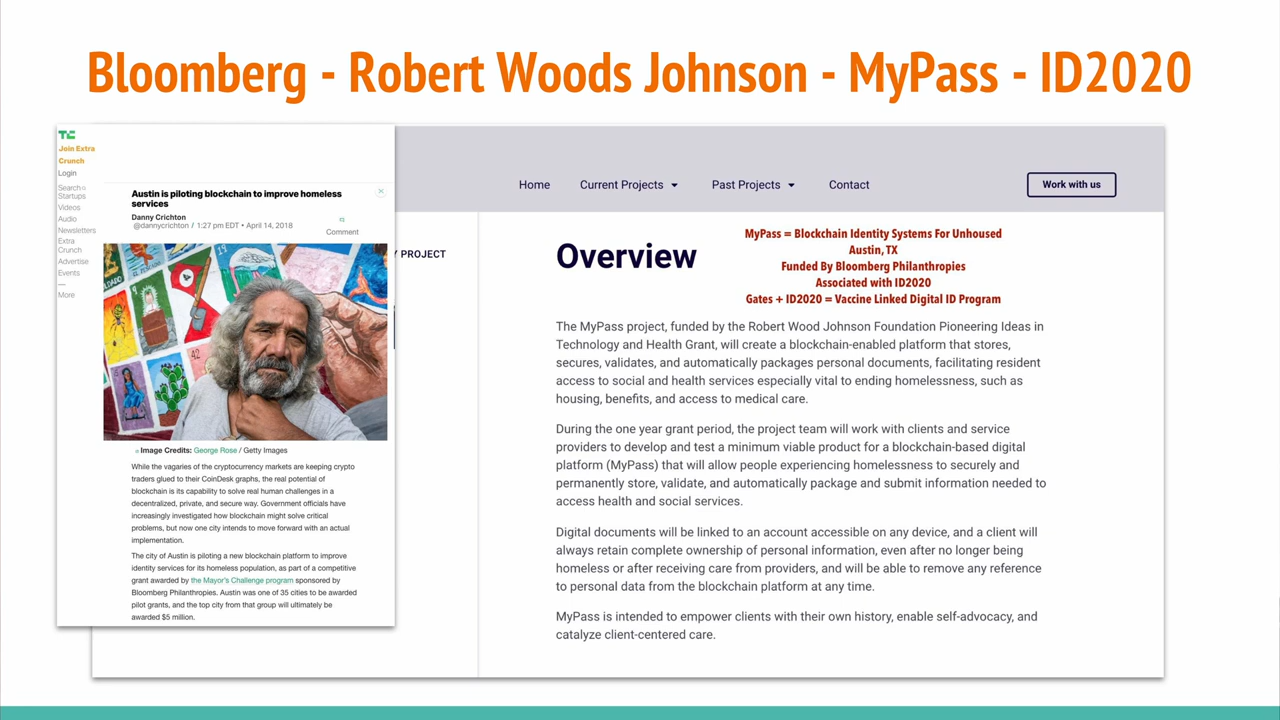 Bloomberg - Robert Woods Johnson - MyPass - ID2020
TC
Join Extra
Crunch
Login
Search
Startups
Videos
Audio
Newsletters
Extra
Crunch
Advertise
Events
—
More
Austin is piloting blockchain to improve homeless
services
Danny Crichton
@dannycrichton / 1:27 pm EDT • April 14, 2018
Comment
42
Image Credits: George Rose / Getty Images
While the vagaries of the cryptocurrency markets are keeping crypto
traders glued to their CoinDesk graphs, the real potential of
blockchain is its capability to solve real human challenges in a
decentralized, private, and secure way. Government officials have
increasingly investigated how blockchain might solve critical
problems, but now one city intends to move forward with an actual
implementation.
The city of Austin is piloting a new blockchain platform to improve
identity services for its homeless population, as part of a competitive
grant awarded by the Mayor's Challenge program sponsored by
Bloomberg Philanthropies. Austin was one of 35 cities to be awarded
pilot grants, and the top city from that group will ultimately be
awarded $5 million.
Home
Current Projects
Past Projects
Contact
Work with us
Y PROJECT
Overview
MyPass = Blockchain Identity Systems For Unhoused
Austin, TX
Funded By Bloomberg Philanthropies
Associated with ID2020
Gates + ID2020 = Vaccine Linked Digital ID Program
The MyPass project, funded by the Robert Wood Johnson Foundation Pioneering Ideas in
Technology and Health Grant, will create a blockchain-enabled platform that stores,
secures, validates, and automatically packages personal documents, facilitating resident
access to social and health services especially vital to ending homelessness, such as
housing, benefits, and access to medical care.
During the one year grant period, the project team will work with clients and service
providers to develop and test a minimum viable product for a blockchain-based digital
platform (MyPass) that will allow people experiencing homelessness to securely and
permanently store, validate, and automatically package and submit information needed to
access health and social services.
Digital documents will be linked to an account accessible on any device, and a client will
always retain complete ownership of personal information, even after no longer being
homeless or after receiving care from providers, and will be able to remove any reference
to personal data from the blockchain platform at any time.
MyPass is intended to empower clients with their own history, enable self-advocacy, and
catalyze client-centered care.